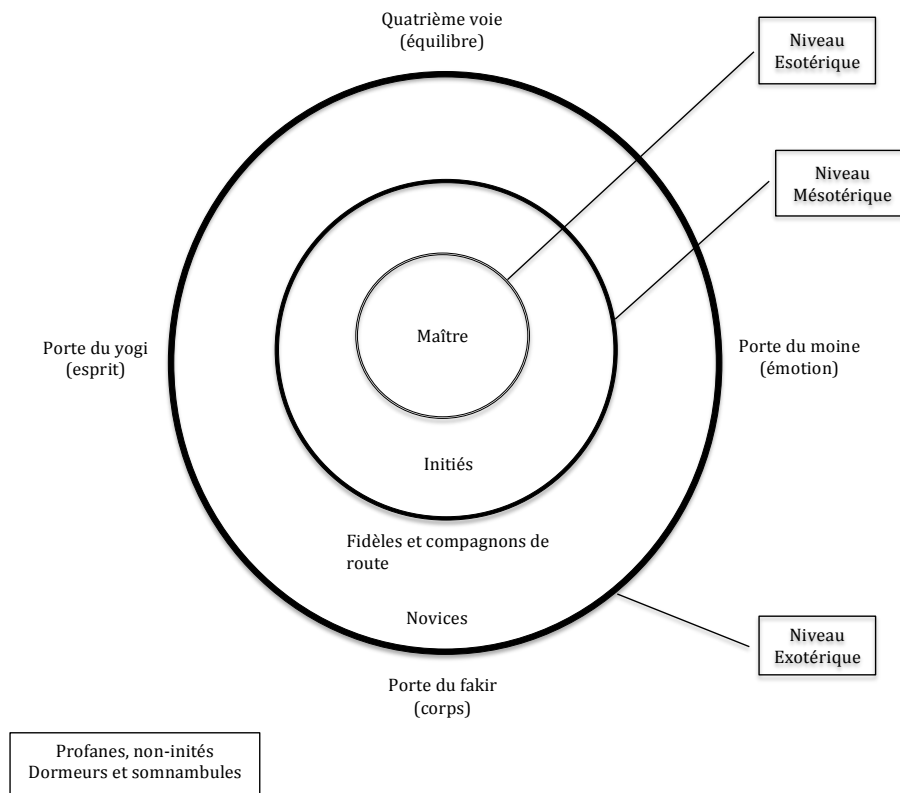 Quatrième voie
(équilibre)
Niveau
Esotérique
Niveau
Mésotérique
Porte du yogi
(esprit)
Maître
Porte du moine
(émotion)
Initiés
Fidèles et compagnons de
route
Novices
Niveau
Exotérique
Porte du fakir
(corps)
Profanes, non-inités
Dormeurs et somnambules